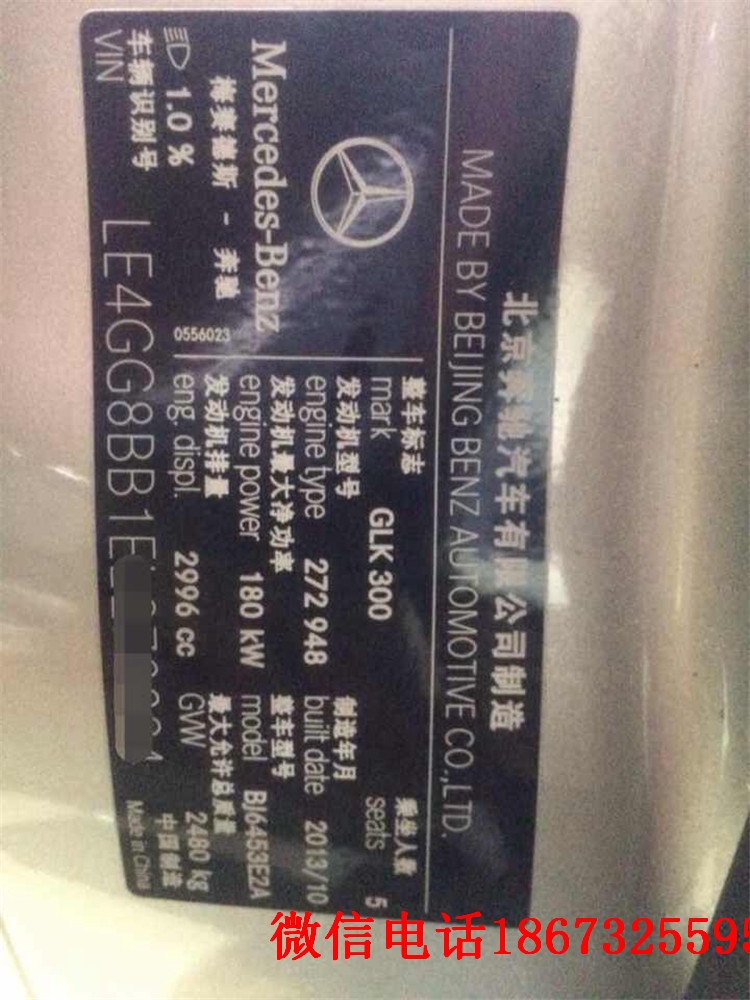 北京奔驰汽车有限公司制造
MADE BY BEIJING BENZ AUTOMOTIVE CO.,LTD.
Mercedes-Benz
梅赛德斯 - 奔驰
0556023
整车标志 乘坐人数
mark GLK 300 seats 5
发动机型号 制造年月
engine type 272 948 built date 2013/10
发动机最大净功率 整车型号
engine power 180 kW model BJ6453E2A
发动机排量 最大允许总质量
eng. displ. 2996 cc GVW 2480 kg
1.0 %
车辆识别号 中国制造
VIN LE4GG8BB1E Made in China
微信电话1867325595